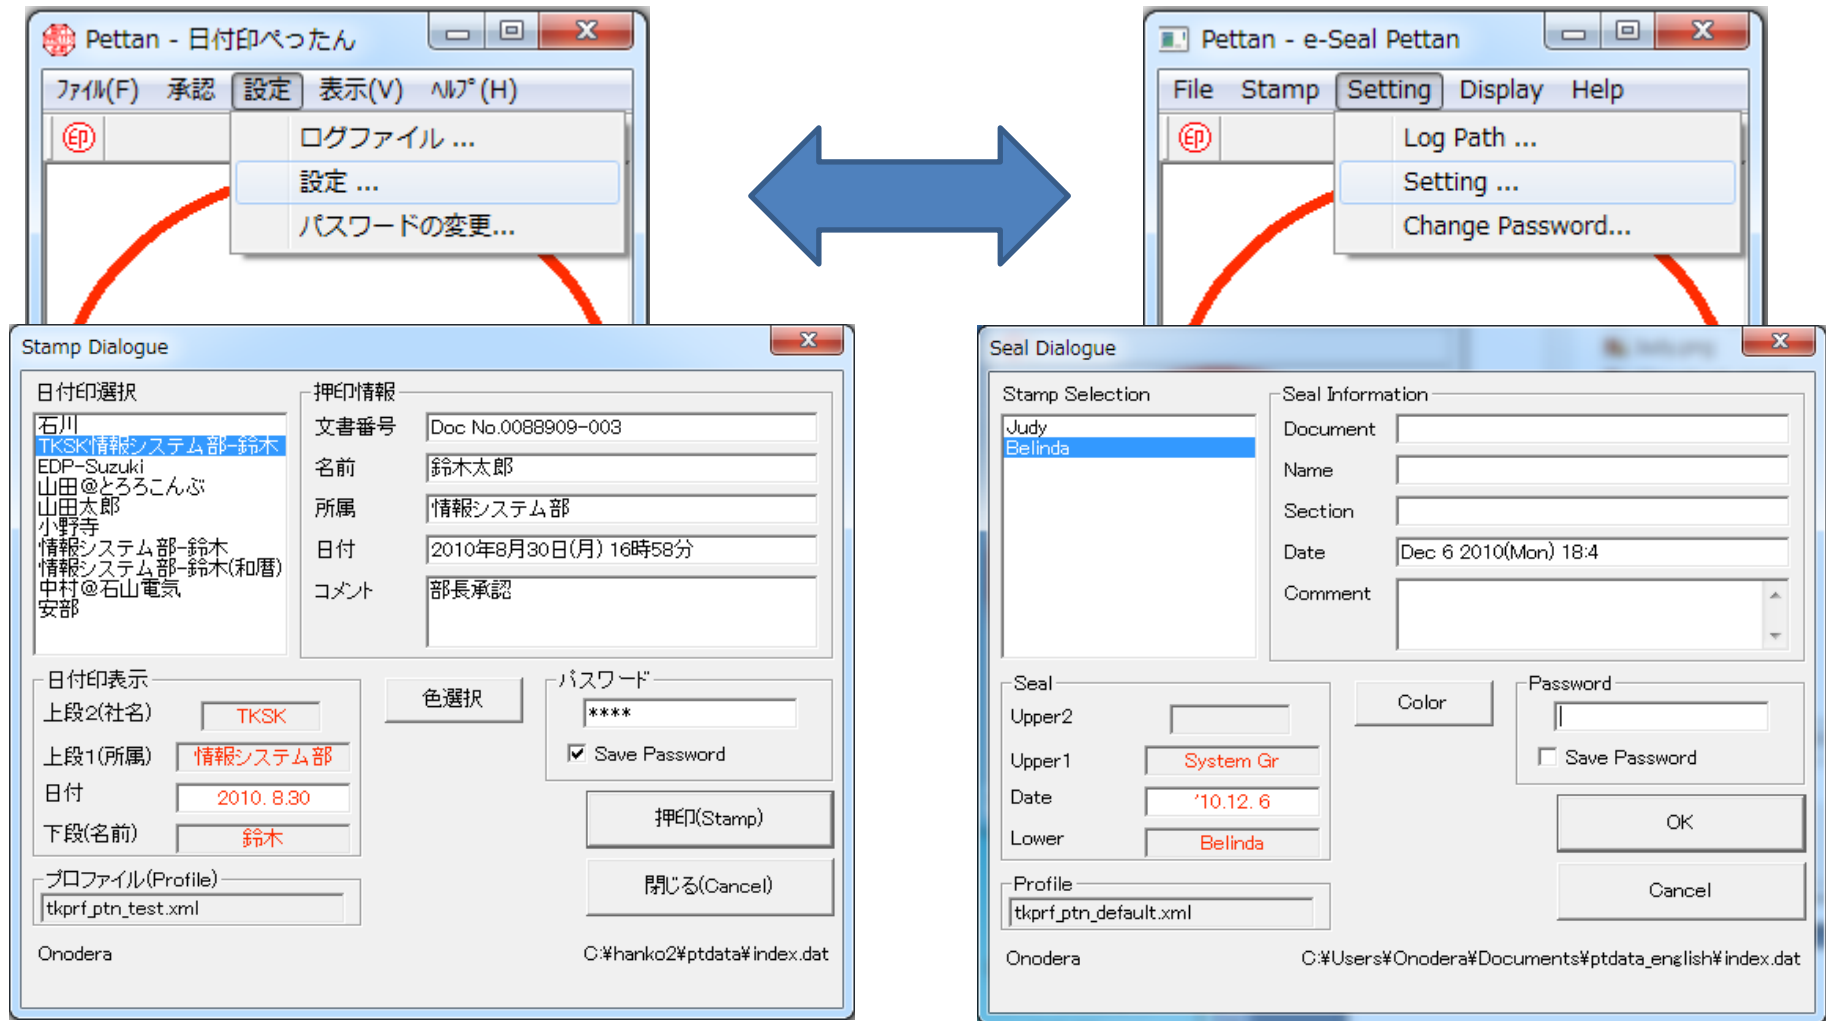 Pettan - 日付印ぺったん
ﾌｧｲﾙ(F) 承認 設定 表示(V) ﾍﾙﾌﾟ(H)
印
ログファイル ...
設定 ...
パスワードの変更...
Pettan - e-Seal Pettan
File Stamp Setting Display Help
印
Log Path ...
Setting ...
Change Password...
Stamp Dialogue
日付印選択
石川
TKSK情報システム部-鈴木
EDP-Suzuki
山田@とろろこんぶ
山田太郎
小野寺
情報システム部-鈴木
情報システム部-鈴木(和暦)
中村@石山電気
安部
押印情報
文書番号 Doc No.0088909-003
名前 鈴木太郎
所属 情報システム部
日付 2010年8月30日(月) 16時58分
コメント 部長承認
日付印表示
上段2(社名) TKSK
上段1(所属) 情報システム部
日付 2010. 8.30
下段(名前) 鈴木
色選択
パスワード
****
Save Password
押印(Stamp)
閉じる(Cancel)
プロファイル(Profile)
tkprf_ptn_test.xml
Onodera C:¥hanko2¥ptdata¥index.dat
Seal Dialogue
Stamp Selection
Judy
Belinda
Seal Information
Document
Name
Section
Date Dec 6 2010(Mon) 18:4
Comment
Seal
Upper2
Upper1 System Gr
Date '10.12. 6
Lower Belinda
Color
Password
Save Password
OK
Cancel
Profile
tkprf_ptn_default.xml
Onodera C:¥Users¥Onodera¥Documents¥ptdata_english¥index.dat